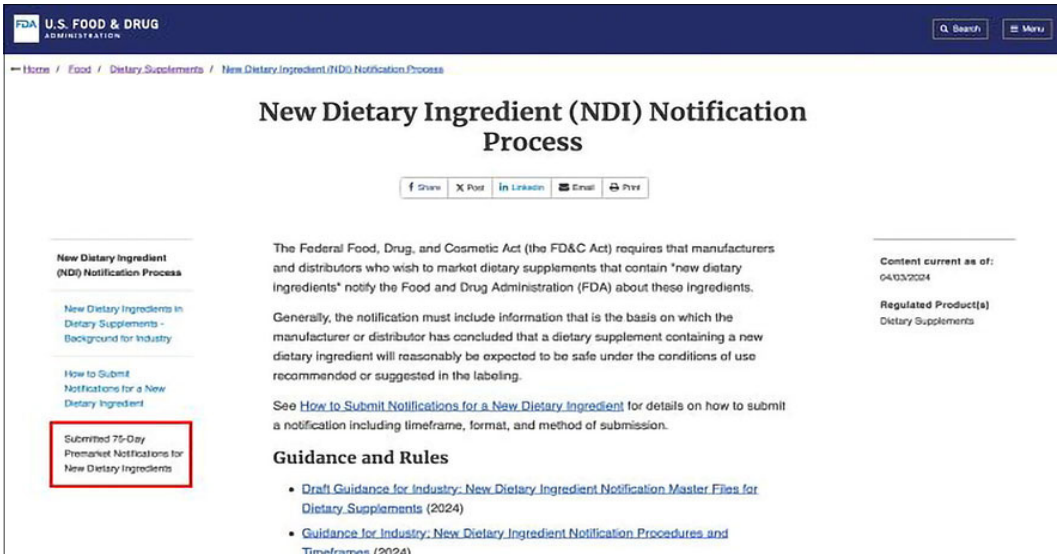 FDA U.S. FOOD & DRUG
ADMINISTRATION
Search
Menu
← Home / Food / Dietary Supplements / New Dietary Ingredient (NDI) Notification Process
New Dietary Ingredient (NDI) Notification
Process
Share
Post
in Linkedin
Email
Print
New Dietary Ingredient
(NDI) Notification Process
New Dietary Ingredients in
Dietary Supplements -
Background for Industry
How to Submit
Notifications for a New
Dietary Ingredient
Submitted 75-Day
Premarket Notifications for
New Dietary Ingredients
The Federal Food, Drug, and Cosmetic Act (the FD&C Act) requires that manufacturers
and distributors who wish to market dietary supplements that contain "new dietary
ingredients" notify the Food and Drug Administration (FDA) about these ingredients.
Generally, the notification must include information that is the basis on which the
manufacturer or distributor has concluded that a dietary supplement containing a new
dietary ingredient will reasonably be expected to be safe under the conditions of use
recommended or suggested in the labeling.
See How to Submit Notifications for a New Dietary Ingredient for details on how to submit
a notification including timeframe, format, and method of submission.
Guidance and Rules
• Draft Guidance for Industry: New Dietary Ingredient Notification Master Files for
Dietary Supplements (2024)
• Guidance for Industry: New Dietary Ingredient Notification Procedures and
Timeframes (2024)
Content current as of:
04/03/2024
Regulated Product(s)
Dietary Supplements